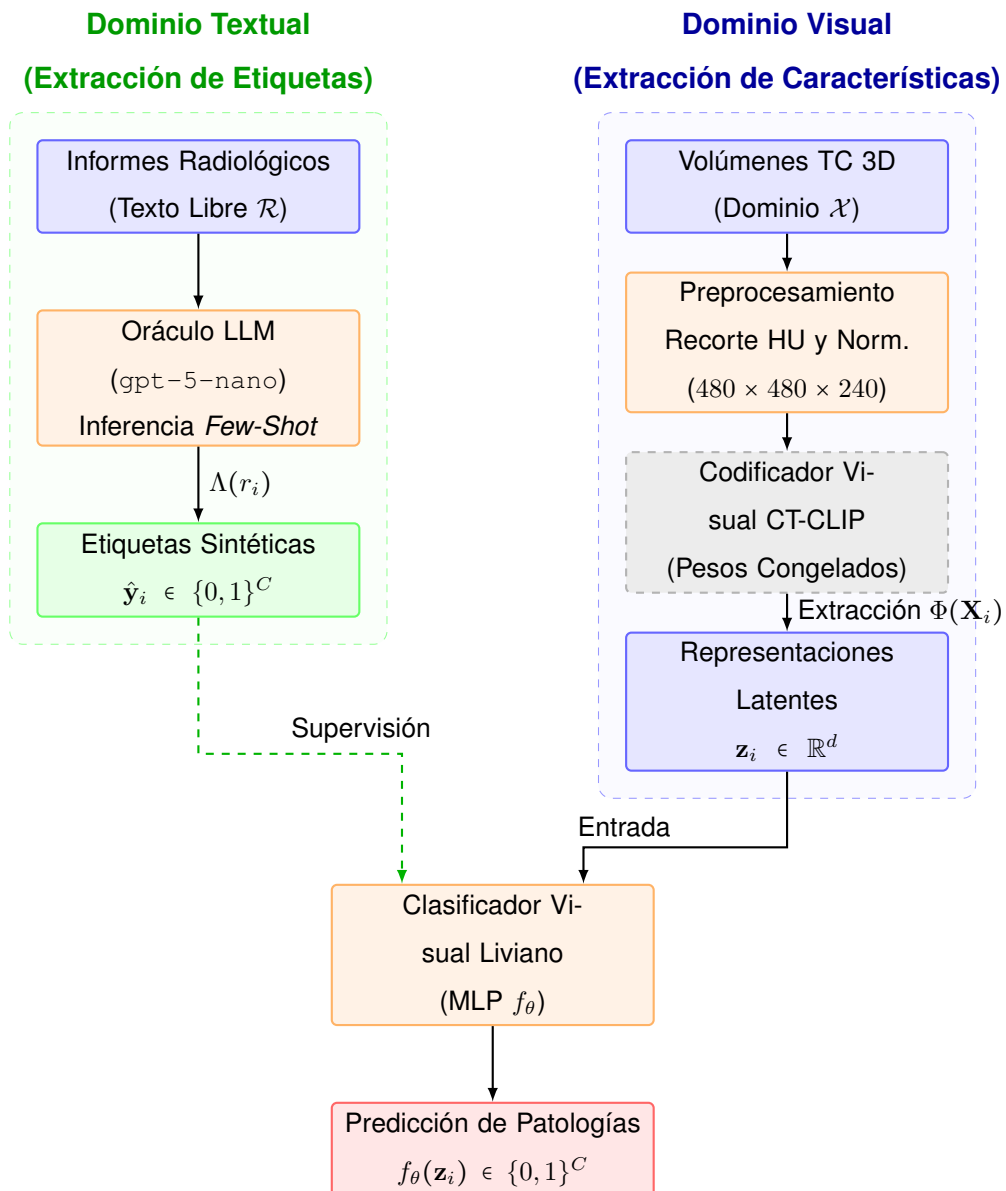 Dominio Textual
(Extracción de Etiquetas)
Informes Radiológicos
(Texto Libre ℛ)
Oráculo LLM
(gpt-5-nano)
Inferencia Few-Shot
Λ(r_i)
Etiquetas Sintéticas
ŷ_i ∈ {0, 1}^C
Supervisión
Dominio Visual
(Extracción de Características)
Volúmenes TC 3D
(Dominio 𝒳)
Preprocesamiento
Recorte HU y Norm.
(480 × 480 × 240)
Codificador Vi-
sual CT-CLIP
(Pesos Congelados)
Extracción Φ(X_i)
Representaciones
Latentes
z_i ∈ ℝ^d
Entrada
Clasificador Vi-
sual Liviano
(MLP f_θ)
Predicción de Patologías
f_θ(z_i) ∈ {0, 1}^C